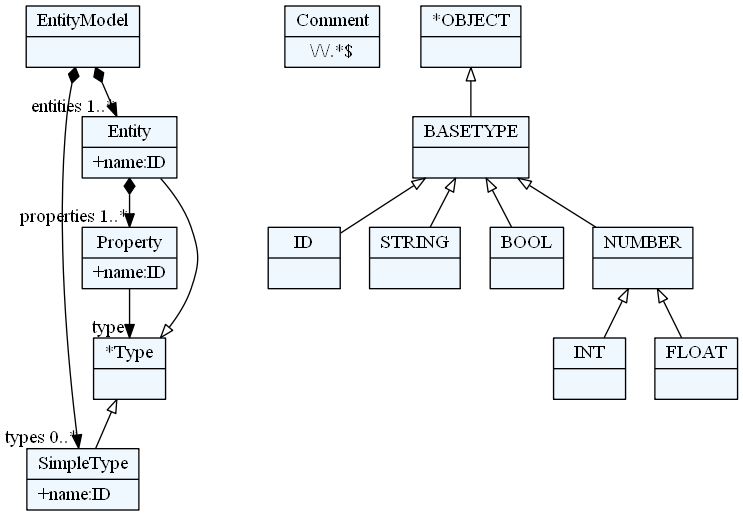 EntityModel
Comment
\/\/.*$
*OBJECT
entities 1..*
Entity
+name:ID
BASETYPE
properties 1..*
Property
+name:ID
ID
STRING
BOOL
NUMBER
type
*Type
INT
FLOAT
types 0..*
SimpleType
+name:ID